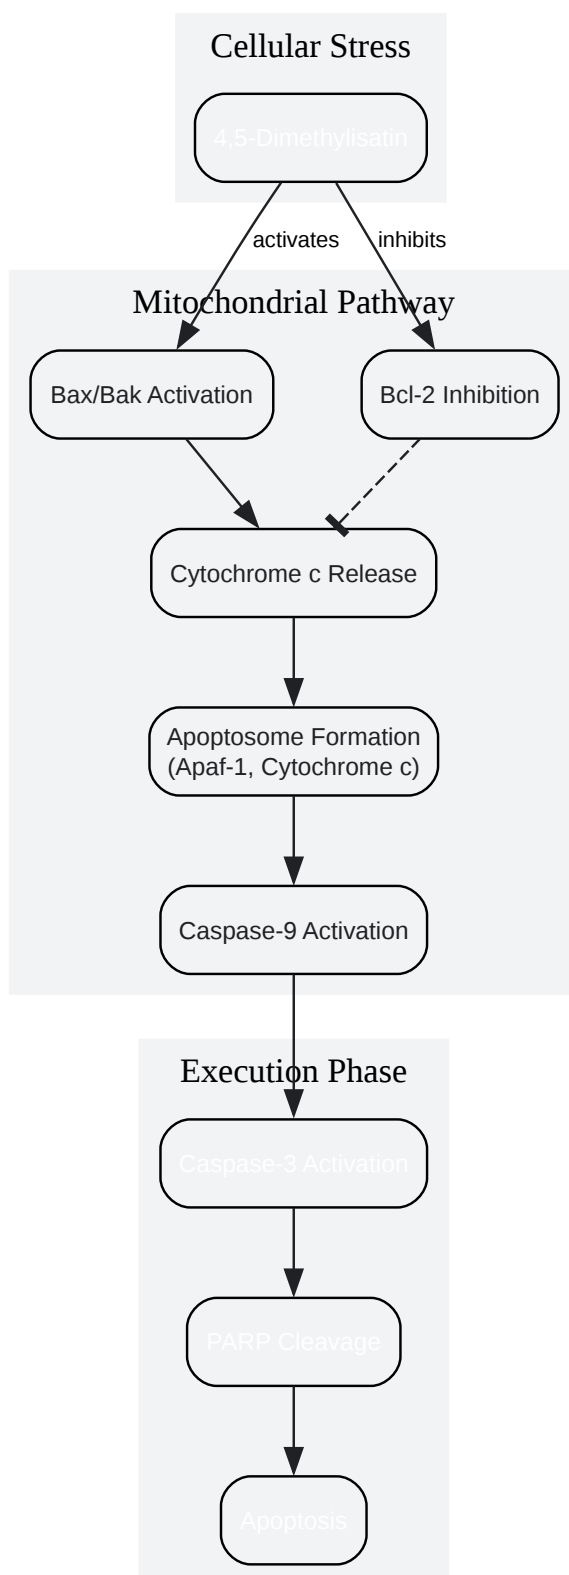 Cellular Stress
4,5-Dimethylisatin
activates
inhibits
Mitochondrial Pathway
Bax/Bak Activation
Bcl-2 Inhibition
Cytochrome c Release
Apoptosome Formation
(Apaf-1, Cytochrome c)
Caspase-9 Activation
Execution Phase
Caspase-3 Activation
PARP Cleavage
Apoptosis